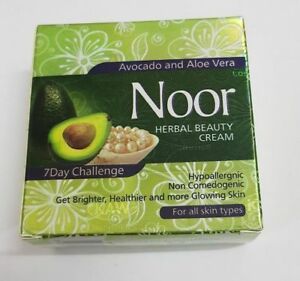 Avocado and Aloe Vera
Noor
HERBAL BEAUTY
CREAM
7Day Challenge
Hypoallergenic
Non Comedogenic
Get Brighter, Healthier and more Glowing Skin
For all skin types